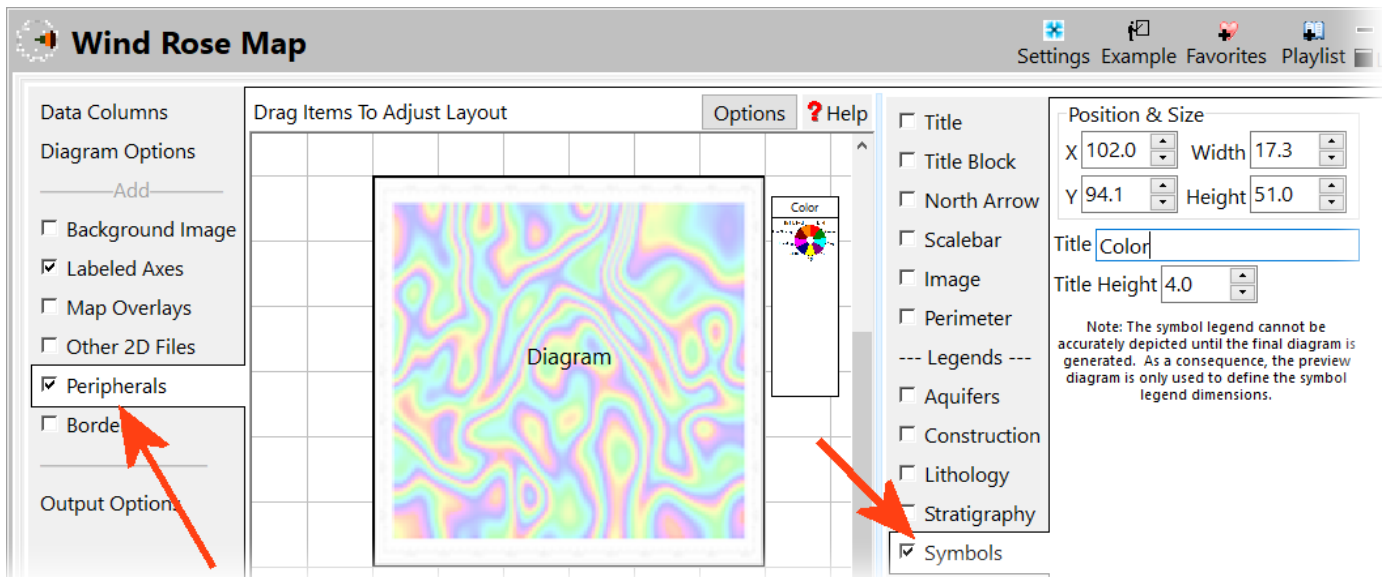 Wind Rose Map
Settings Example Favorites Playlist
Data Columns
Diagram Options
Add
Background Image
Labeled Axes
Map Overlays
Other 2D Files
Peripherals
Borde
Output Option
Drag Items To Adjust Layout
Options
? Help
Color
Diagram
Title
Title Block
North Arrow
Scalebar
Image
Perimeter
--- Legends ---
Aquifers
Construction
Lithology
Stratigraphy
Symbols
Position & Size
X 102.0 Width 17.3
Y 94.1 Height 51.0
Title Color
Title Height 4.0
Note: The symbol legend cannot be
accurately depicted until the final diagram is
generated. As a consequence, the preview
diagram is only used to define the symbol
legend dimensions.